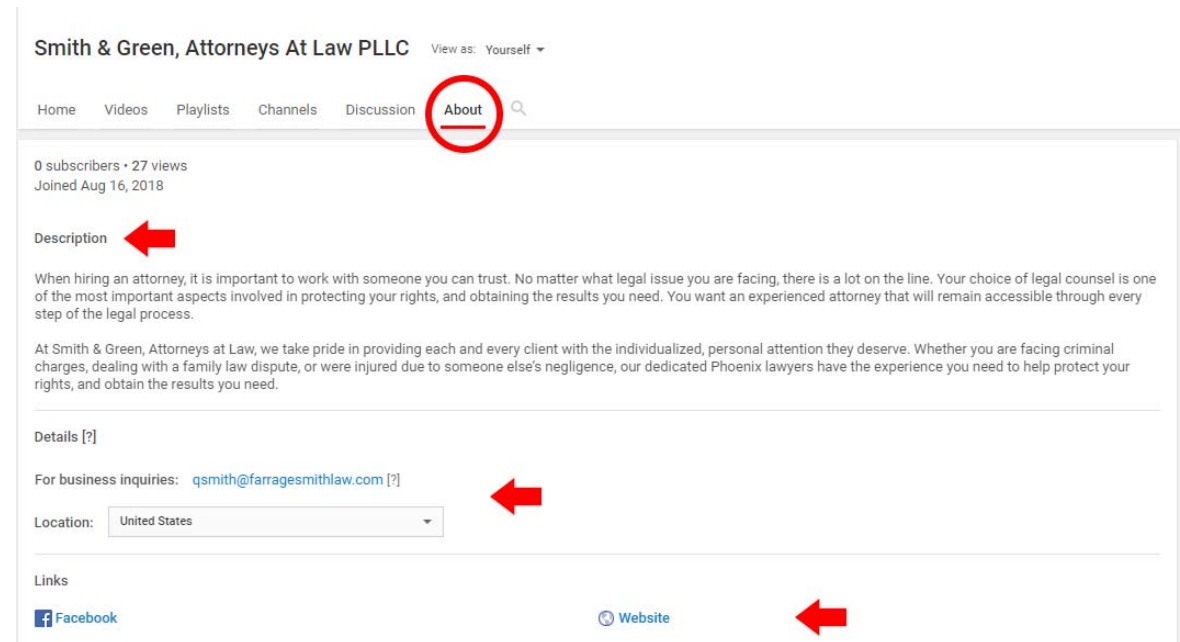 Smith & Green, Attorneys At Law PLLC View as: Yourself
Home Videos Playlists Channels Discussion About
0 subscribers • 27 views
Joined Aug 16, 2018
Description
When hiring an attorney, it is important to work with someone you can trust. No matter what legal issue you are facing, there is a lot on the line. Your choice of legal counsel is one
of the most important aspects involved in protecting your rights, and obtaining the results you need. You want an experienced attorney that will remain accessible through every
step of the legal process.
At Smith & Green, Attorneys at Law, we take pride in providing each and every client with the individualized, personal attention they deserve. Whether you are facing criminal
charges, dealing with a family law dispute, or were injured due to someone else's negligence, our dedicated Phoenix lawyers have the experience you need to help protect your
rights, and obtain the results you need.
Details [?]
For business inquiries: qsmith@farragesmithlaw.com [?]
Location: United States
Links
Facebook Website